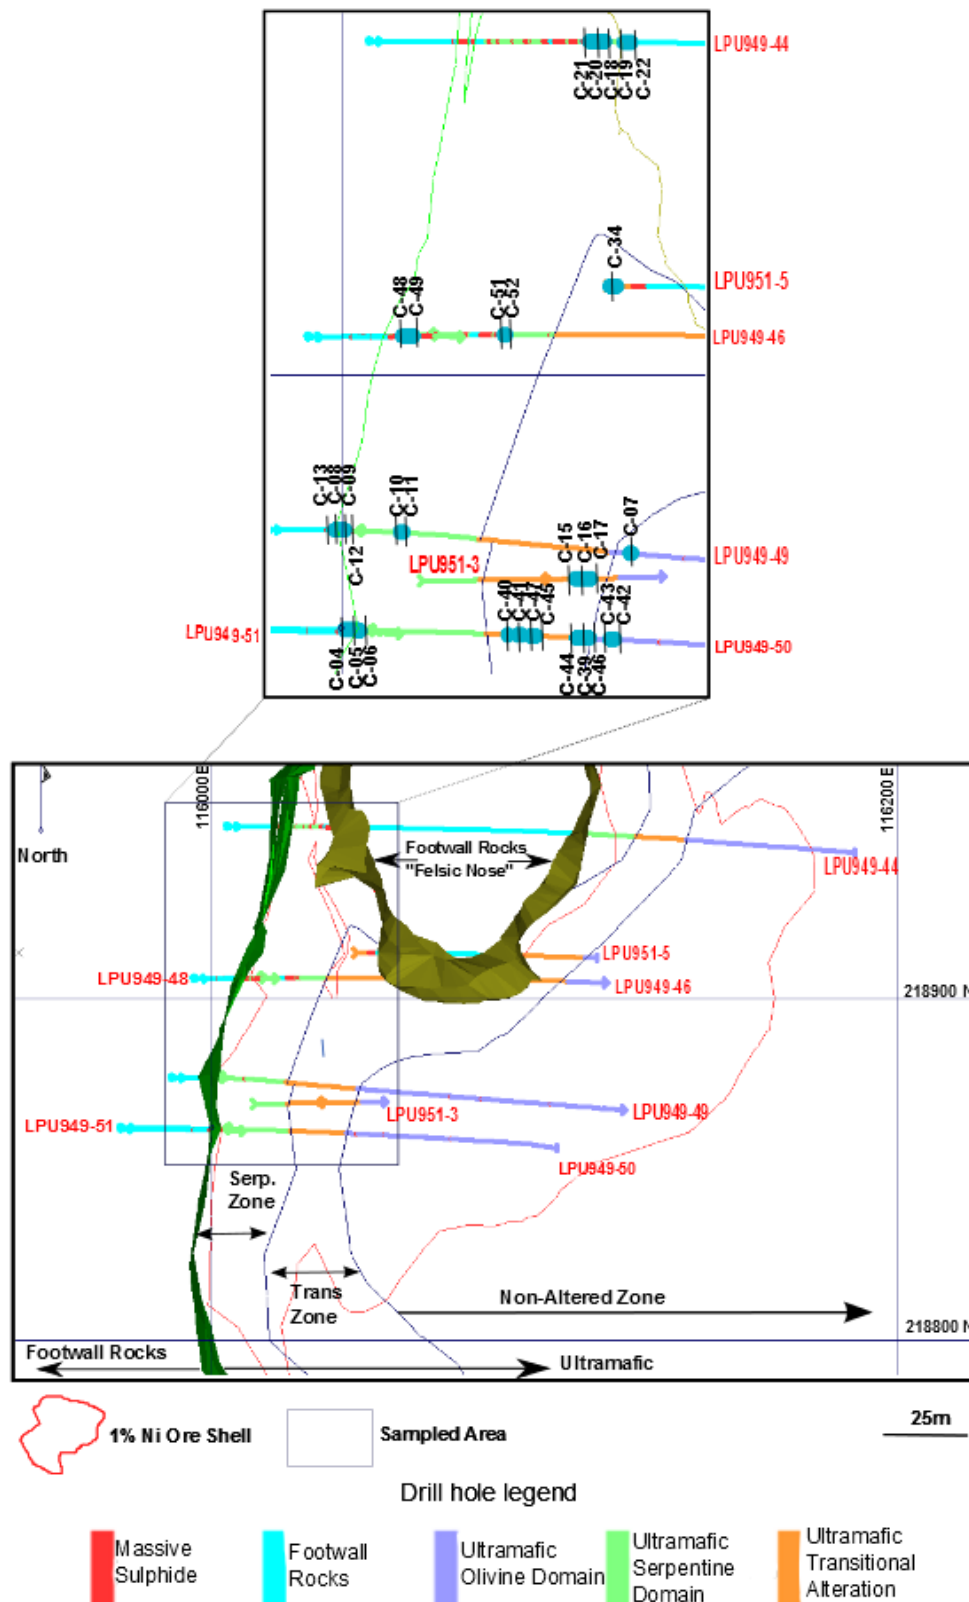 LPU949-44
C-21
C-20
C-18
C-19
C-22
C-34
LPU951-5
C-48
C-49
C-51
C-52
LPU949-46
C-13
C-08
C-09
C-10
C-11
C-12
C-15
C-16
C-17
C-07
LPU949-49
LPU951-3
C-40
C-41
C-45
C-43
C-42
LPU949-51
LPU949-50
C-04
C-05
C-06
C-44
C-39
C-46
116000 E
116200 E
North
Footwall Rocks
"Felsic Nose"
LPU949-44
LPU951-5
LPU949-48
LPU949-46
218900 N
LPU949-49
LPU951-3
LPU949-51
LPU949-50
Serp.
Zone
Trans
Zone
Non-Altered Zone
218800 N
Footwall Rocks
Ultramafic
1% Ni Ore Shell
Sampled Area
25m
Drill hole legend
Massive
Sulphide
Footwall
Rocks
Ultramafic
Olivine Domain
Ultramafic
Serpentine
Domain
Ultramafic
Transitional
Alteration